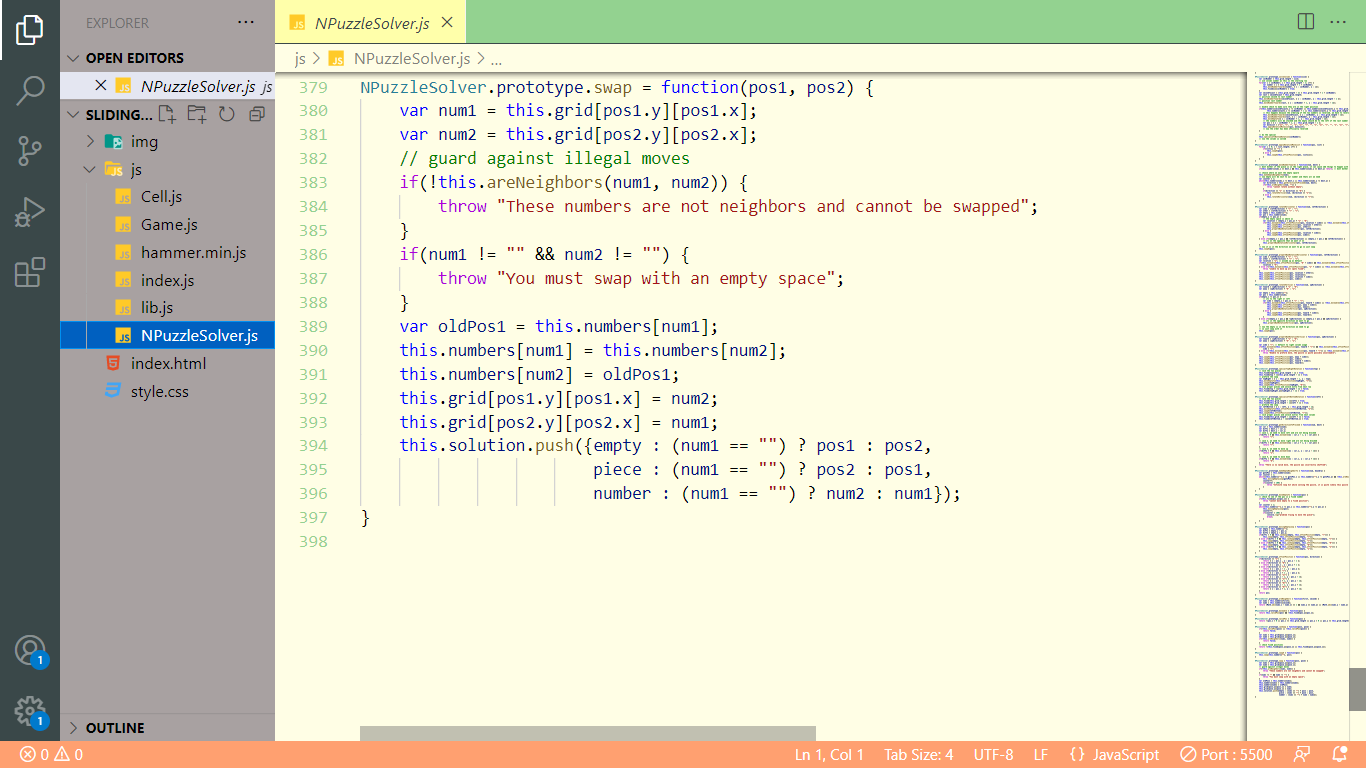 EXPLORER
OPEN EDITORS
NPuzzleSolver.js js
SLIDING...
img
js
Cell.js
Game.js
hammer.min.js
index.js
lib.js
NPuzzleSolver.js
index.html
style.css
OUTLINE
1
1
NPuzzleSolver.js
js > NPuzzleSolver.js > ...
379 NPuzzleSolver.prototype.swap = function(pos1, pos2) {
380     var num1 = this.grid[pos1.y][pos1.x];
381     var num2 = this.grid[pos2.y][pos2.x];
382     // guard against illegal moves
383     if(!this.areNeighbors(num1, num2)) {
384         throw "These numbers are not neighbors and cannot be swapped";
385     }
386     if(num1 != "" && num2 != "") {
387         throw "You must swap with an empty space";
388     }
389     var oldPos1 = this.numbers[num1];
390     this.numbers[num1] = this.numbers[num2];
391     this.numbers[num2] = oldPos1;
392     this.grid[pos1.y][pos1.x] = num2;
393     this.grid[pos2.y][pos2.x] = num1;
394     this.solution.push({empty : (num1 == "") ? pos1 : pos2,
395                         piece : (num1 == "") ? pos2 : pos1,
396                         number : (num1 == "") ? num2 : num1});
397 }
398
0 0 Ln 1, Col 1 Tab Size: 4 UTF-8 LF {} JavaScript Port : 5500